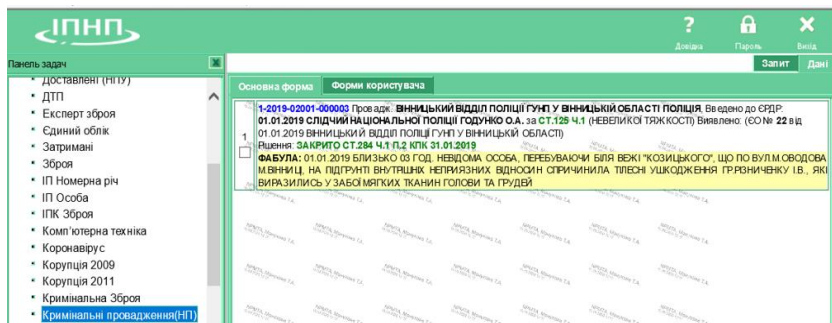 ІПНП
Довідка
Пароль
Вихід
Панель задач
Запит
Дані
Доставлені (НПУ)
ДТП
Експерт зброя
Єдиний облік
Затримані
Зброя
ІП Номерна річ
ІП Особа
ІПК Зброя
Комп'ютерна техніка
Коронавірус
Корупція 2009
Корупція 2011
Кримінальна Зброя
Кримінальні провадження(НП)
Основна форма
Форми користувача
1
1-2019-02001-000003 Провадж. ВІННИЦЬКИЙ ВІДДІЛ ПОЛІЦІЇ ГУНП У ВІННИЦЬКІЙ ОБЛАСТІ ПОЛІЦІЯ, Введено до ЄРДР:
01.01.2019 СЛІДЧИЙ НАЦІОНАЛЬНОЇ ПОЛІЦІЇ ГОДУНКО О.А. за СТ.125 Ч.1 (НЕВЕЛИКОЇ ТЯЖКОСТІ) Виявлено: (ЄО № 22 від
01.01.2019 ВІННИЦЬКИЙ ВІДДІЛ ПОЛІЦІЇ ГУНП У ВІННИЦЬКІЙ ОБЛАСТІ)
Рішення: ЗАКРИТО СТ.284 Ч.1 П.2 КПК 31.01.2019
ФАБУЛА: 01.01.2019 БЛИЗЬКО 03 ГОД. НЕВІДОМА ОСОБА, ПЕРЕБУВАЮЧИ БІЛЯ ВЕЖІ "КОЗИЦЬКОГО", ЩО ПО ВУЛ.М.ОВОДОВА
М.ВІННИЦІ, НА ПІДГРУНТІ ВНУТРІШНІХ НЕПРИЯЗНИХ ВІДНОСИН СПРИЧИНИЛА ТІЛЕСНІ УШКОДЖЕННЯ ГР.РІЗНИЧЕНКУ І.В., ЯКІ
ВИРАЗИЛИСЬ У ЗАБОЇ МЯГКИХ ТКАНИН ГОЛОВИ ТА ГРУДЕЙ